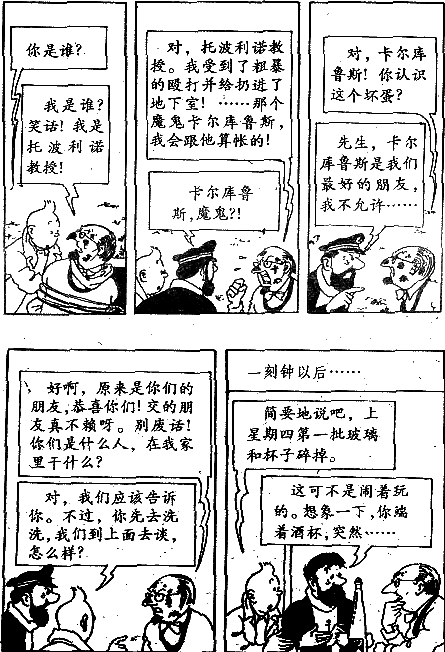 你是谁?
我是谁?
笑话!我是
托波利诺
教授!
对,托波利诺教
授。我受到了粗暴
的殴打并给扔进了
地下室!……那个
魔鬼卡尔库鲁斯,
我会跟他算帐的!
卡尔库鲁
斯,魔鬼?!
对,卡尔库
鲁斯!你认识
这个坏蛋?
先生,卡尔
库鲁斯是我们
最好的朋友,
我不允许……
好啊,原来是你们的
朋友,恭喜你们!交的朋
友真不赖呀。别废话!
你们是什么人,在我家
里干什么?
对,我们应该告诉
你。不过,你先去洗
洗,我们到上面去谈,
怎么样?
一刻钟以后……
简要地说吧,上
星期四第一批玻璃
和杯子碎掉。
这可不是闹着玩
的。想象一下,你端
着酒杯,突然……